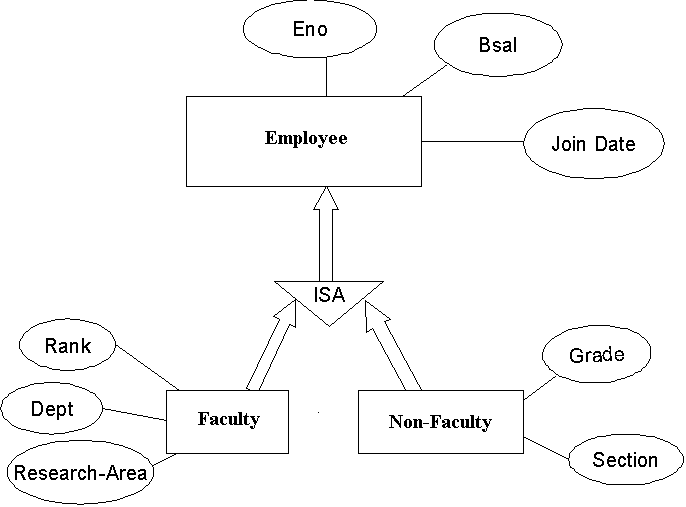 Eno
Bsal
Employee
Join Date
ISA
Rank
Grade
Dept
Faculty
Non-Faculty
Research-Area
Section